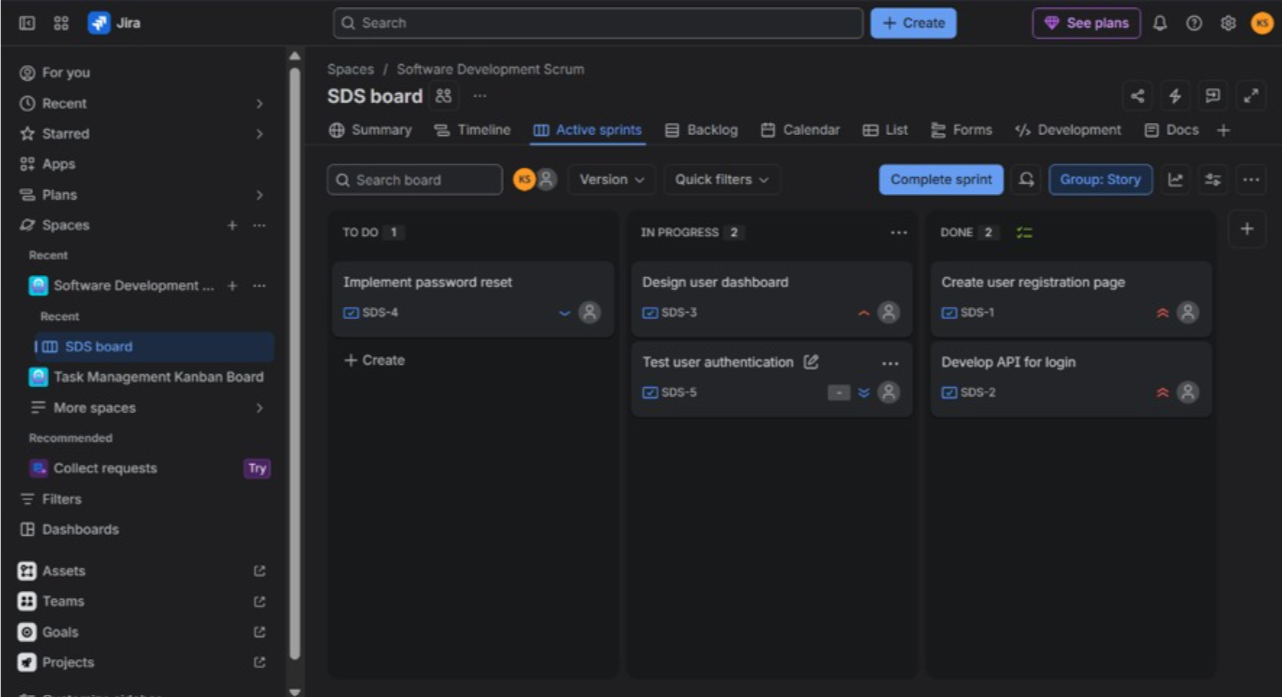 Jira
Search
+ Create
See plans
KS
For you
Recent
Starred
Apps
Plans
Spaces
Recent
Software Development ...
Recent
SDS board
Task Management Kanban Board
More spaces
Recommended
Collect requests
Try
Filters
Dashboards
Assets
Teams
Goals
Projects
Customize sidebar
Spaces / Software Development Scrum
SDS board
Summary
Timeline
Active sprints
Backlog
Calendar
List
Forms
Development
Docs
Search board
KS
Version
Quick filters
Complete sprint
Group: Story
TO DO 1
Implement password reset
SDS-4
+ Create
IN PROGRESS 2
Design user dashboard
SDS-3
Test user authentication
SDS-5
-
DONE 2
Create user registration page
SDS-1
Develop API for login
SDS-2